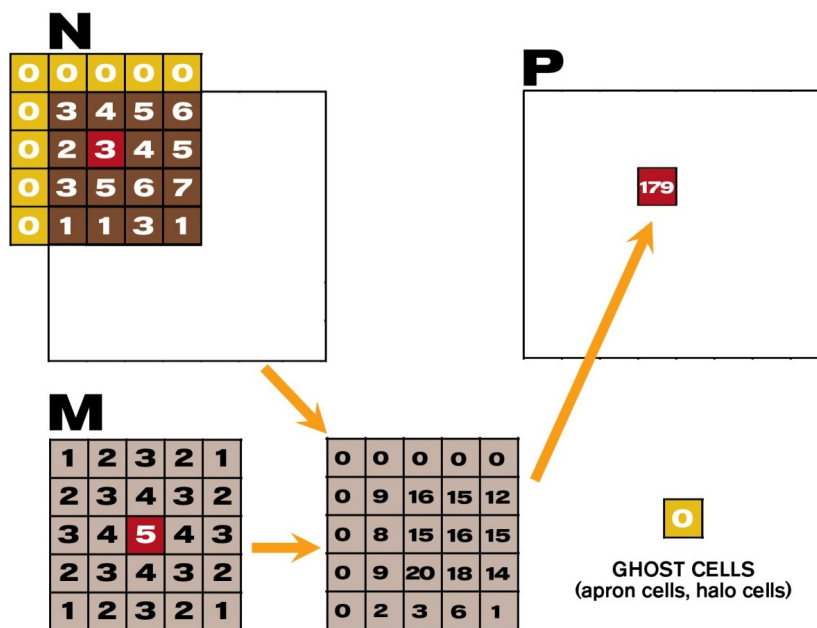 N
0 0 0 0 0
0 3 4 5 6
0 2 3 4 5
0 3 5 6 7
0 1 1 3 1
P
179
M
1 2 3 2 1
2 3 4 3 2
3 4 5 4 3
2 3 4 3 2
1 2 3 2 1
0 0 0 0 0
0 9 16 15 12
0 8 15 16 15
0 9 20 18 14
0 2 3 6 1
0
GHOST CELLS
(apron cells, halo cells)